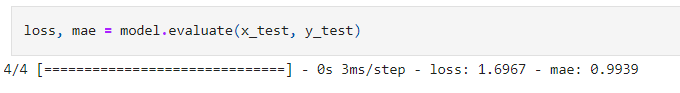 loss, mae = model.evaluate(x_test, y_test)
4/4 [==============================] - 0s 3ms/step - loss: 1.6967 - mae: 0.9939